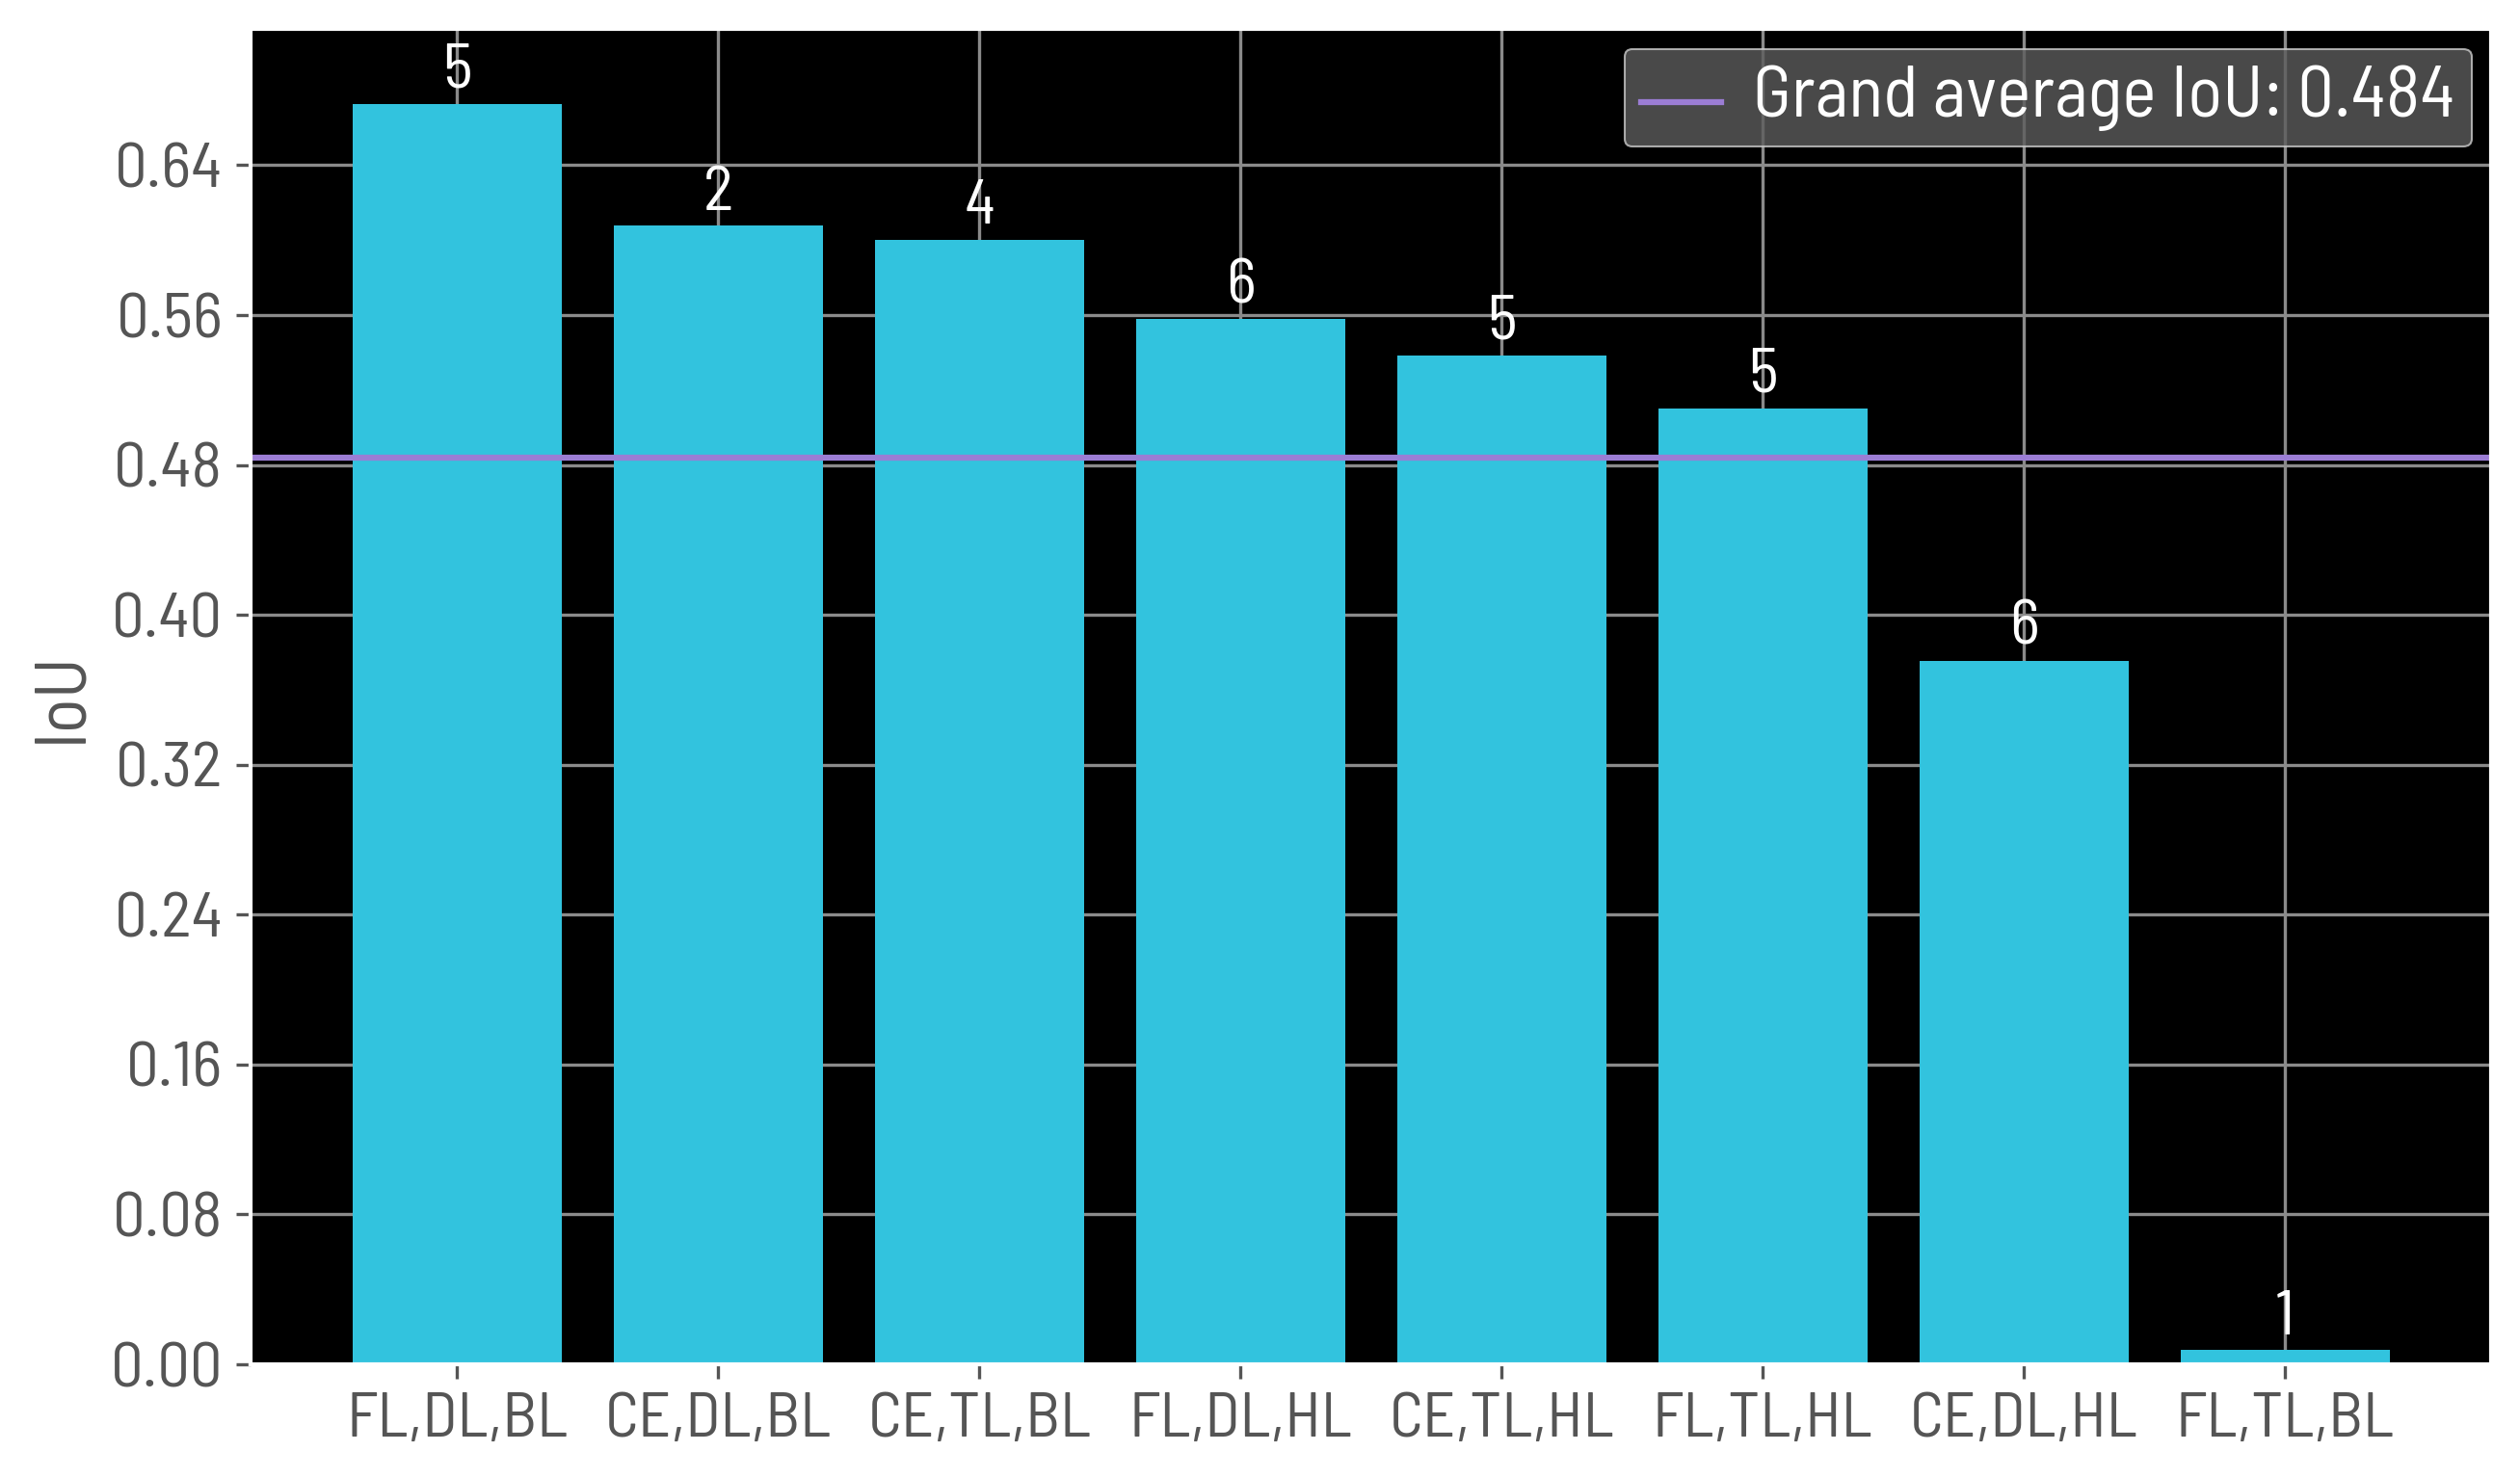 Grand average IoU: 0.484
5
2
4
6
5
5
6
1
0.64
0.56
0.48
0.40
0.32
0.24
0.16
0.08
0.00
IoU
FL,DL,BL
CE,DL,BL
CE,TL,BL
FL,DL,HL
CE,TL,HL
FL,TL,HL
CE,DL,HL
FL,TL,BL